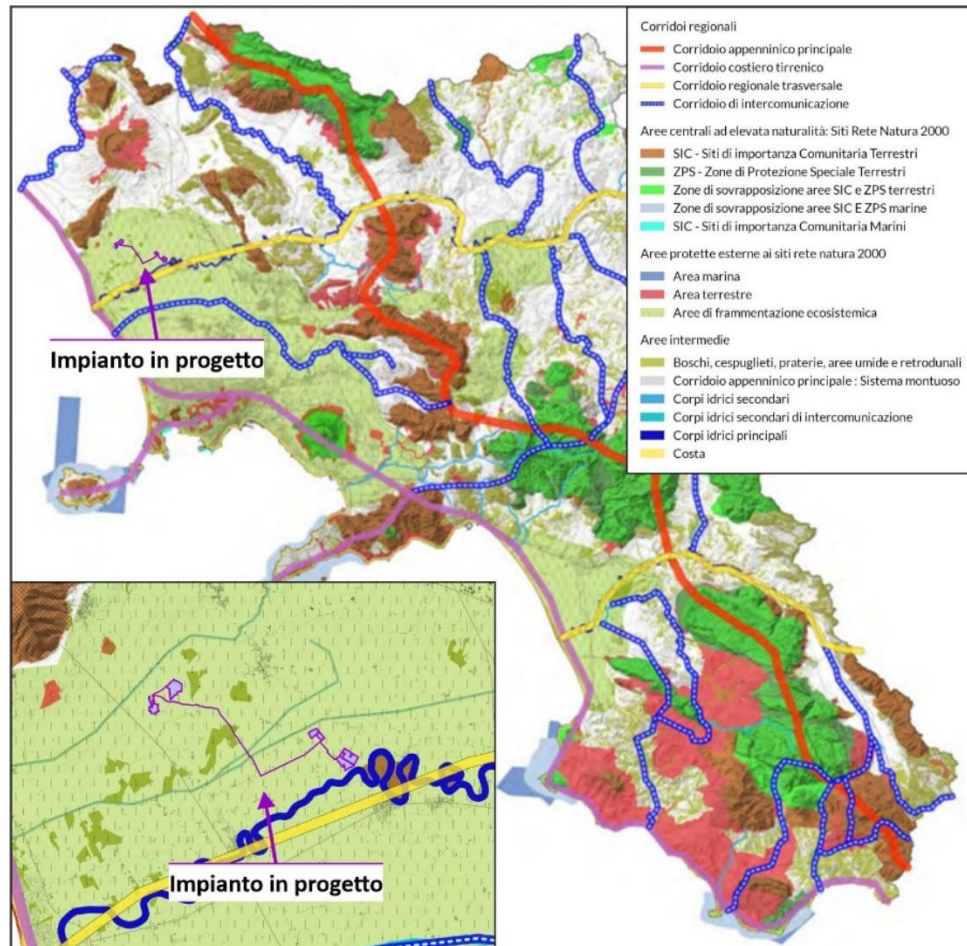 Corridoi regionali
Corridoio appenninico principale
Corridoio costiero tirrenico
Corridoio regionale trasversale
Corridoio di intercomunicazione
Aree centrali ad elevata naturalità: Siti Rete Natura 2000
SIC - Siti di importanza Comunitaria Terrestri
ZPS - Zone di Protezione Speciale Terrestri
Zone di sovrapposizione aree SIC e ZPS terrestri
Zone di sovrapposizione aree SIC E ZPS marine
SIC - Siti di importanza Comunitaria Marini
Aree protette esterne ai siti rete natura 2000
Area marina
Area terrestre
Aree di frammentazione ecosistemica
Aree intermedie
Boschi, cespuglieti, praterie, aree umide e retrodunali
Corridoio appenninico principale : Sistema montuoso
Corpi idrici secondari
Corpi idrici secondari di intercomunicazione
Corpi idrici principali
Costa
Impianto in progetto
Impianto in progetto